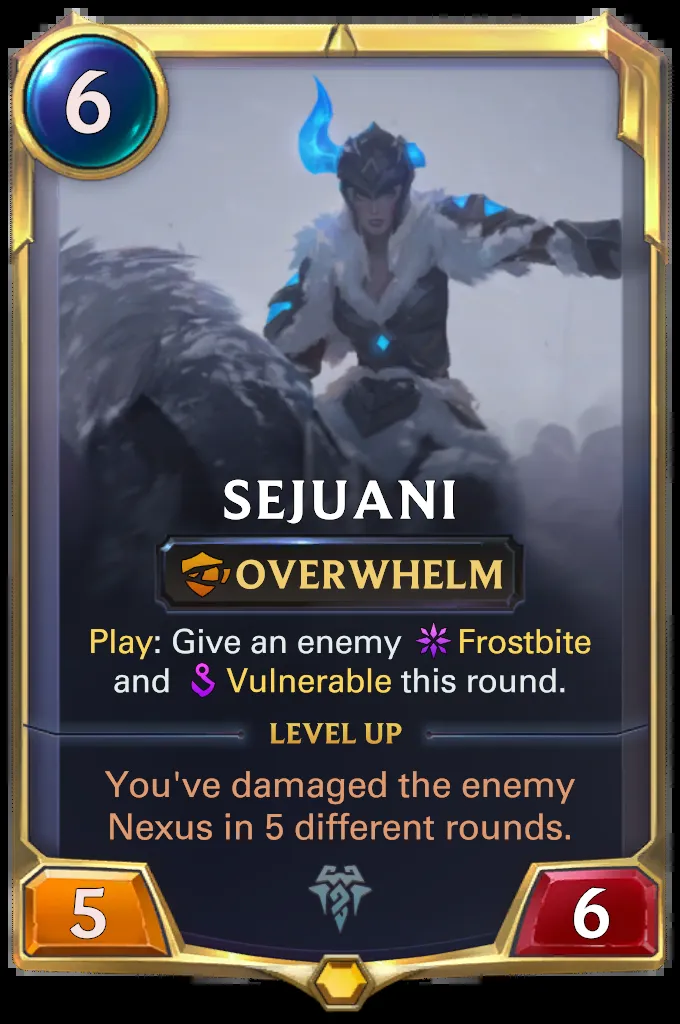 6
SEJUANI
OVERWHELM
Play: Give an enemy Frostbite
and Vulnerable this round.
LEVEL UP
You've damaged the enemy
Nexus in 5 different rounds.
5
6